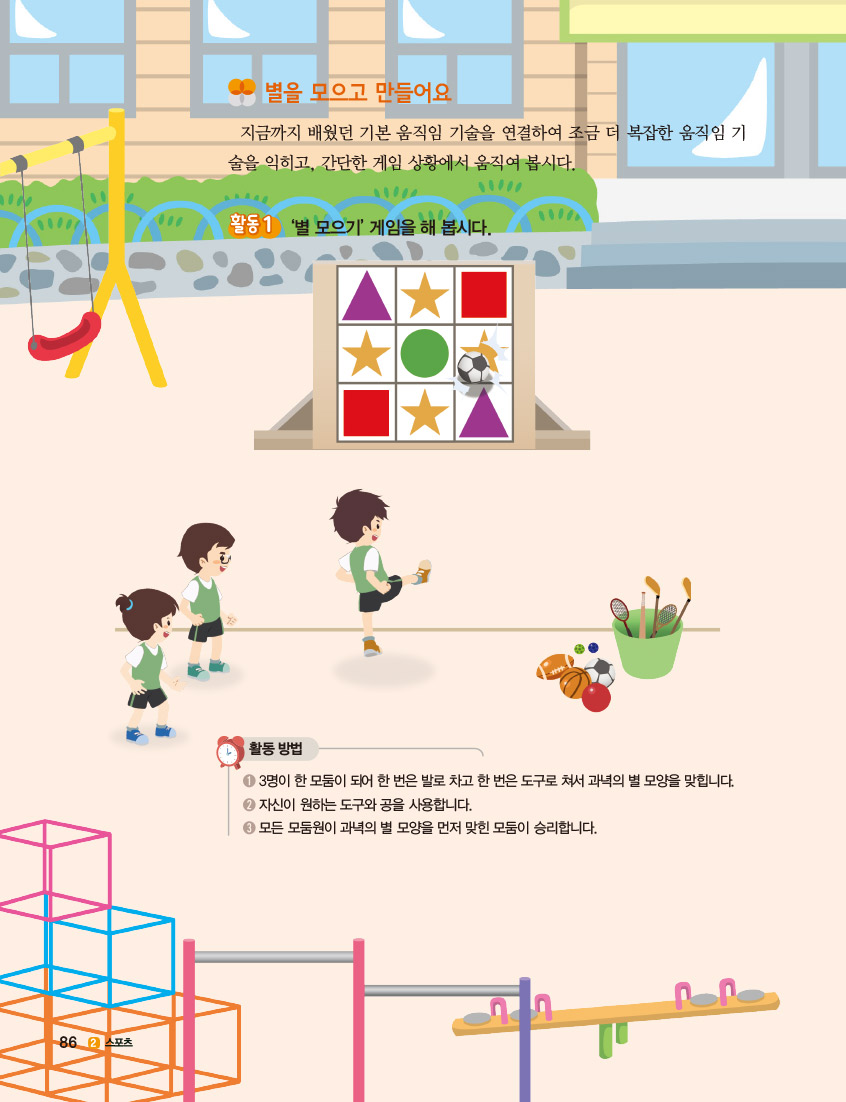 별을 모으고 만들어요
지금까지 배웠던 기본 움직임 기술을 연결하여 조금 더 복잡한 움직임 기
술을 익히고, 간단한 게임 상황에서 움직여 봅시다.
활동 1 ‘별 모으기’ 게임을 해 봅시다.
활동 방법
1 3명이 한 모둠이 되어 한 번은 발로 차고 한 번은 도구로 쳐서 과녁의 별 모양을 맞힙니다.
2 자신이 원하는 도구와 공을 사용합니다.
3 모든 모둠원이 과녁의 별 모양을 먼저 맞힌 모둠이 승리합니다.
86 2 스포츠